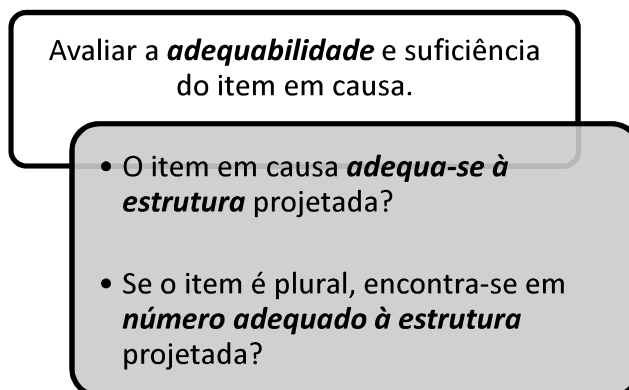 Avaliar a adequabilidade e suficiência
do item em causa.
• O item em causa adequa-se à
estrutura projetada?
• Se o item é plural, encontra-se em
número adequado à estrutura
projetada?